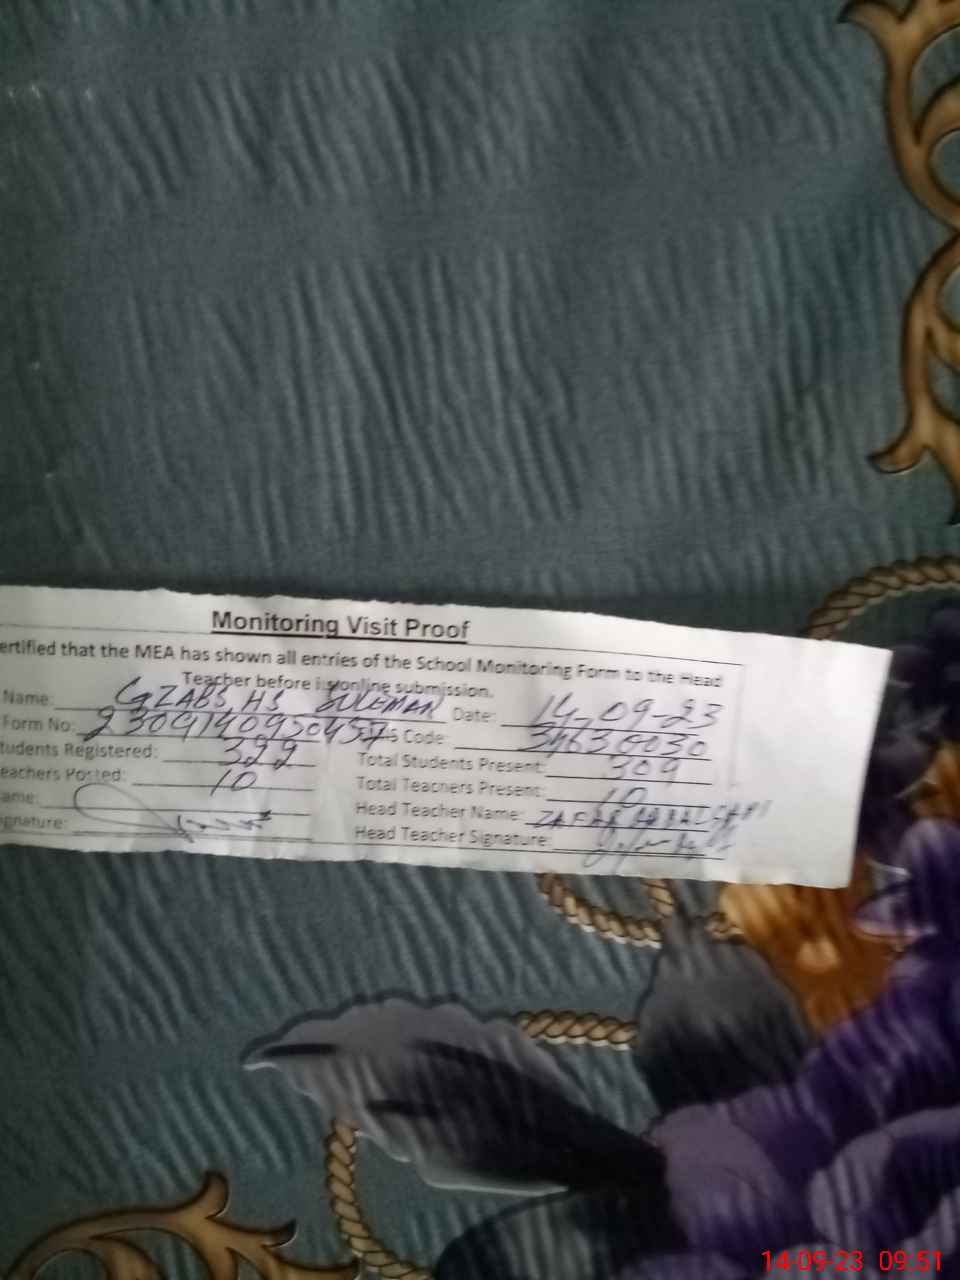 Monitoring Visit Proof
ertified that the MEA has shown all entries of the School Monitoring Form to the Head
Teacher before its online submission.
Name: GZABS, HS SULEMAN Date: 14-09-23
Form No: 2309140950457 S Code: 34630030
tudents Registered: 322 Total Students Present: 309
eachers Posted: 10 Total Teachers Present: 10
ame: Head Teacher Name: ZAFAR
gnature: Head Teacher Signature:
14-09-23 09:51